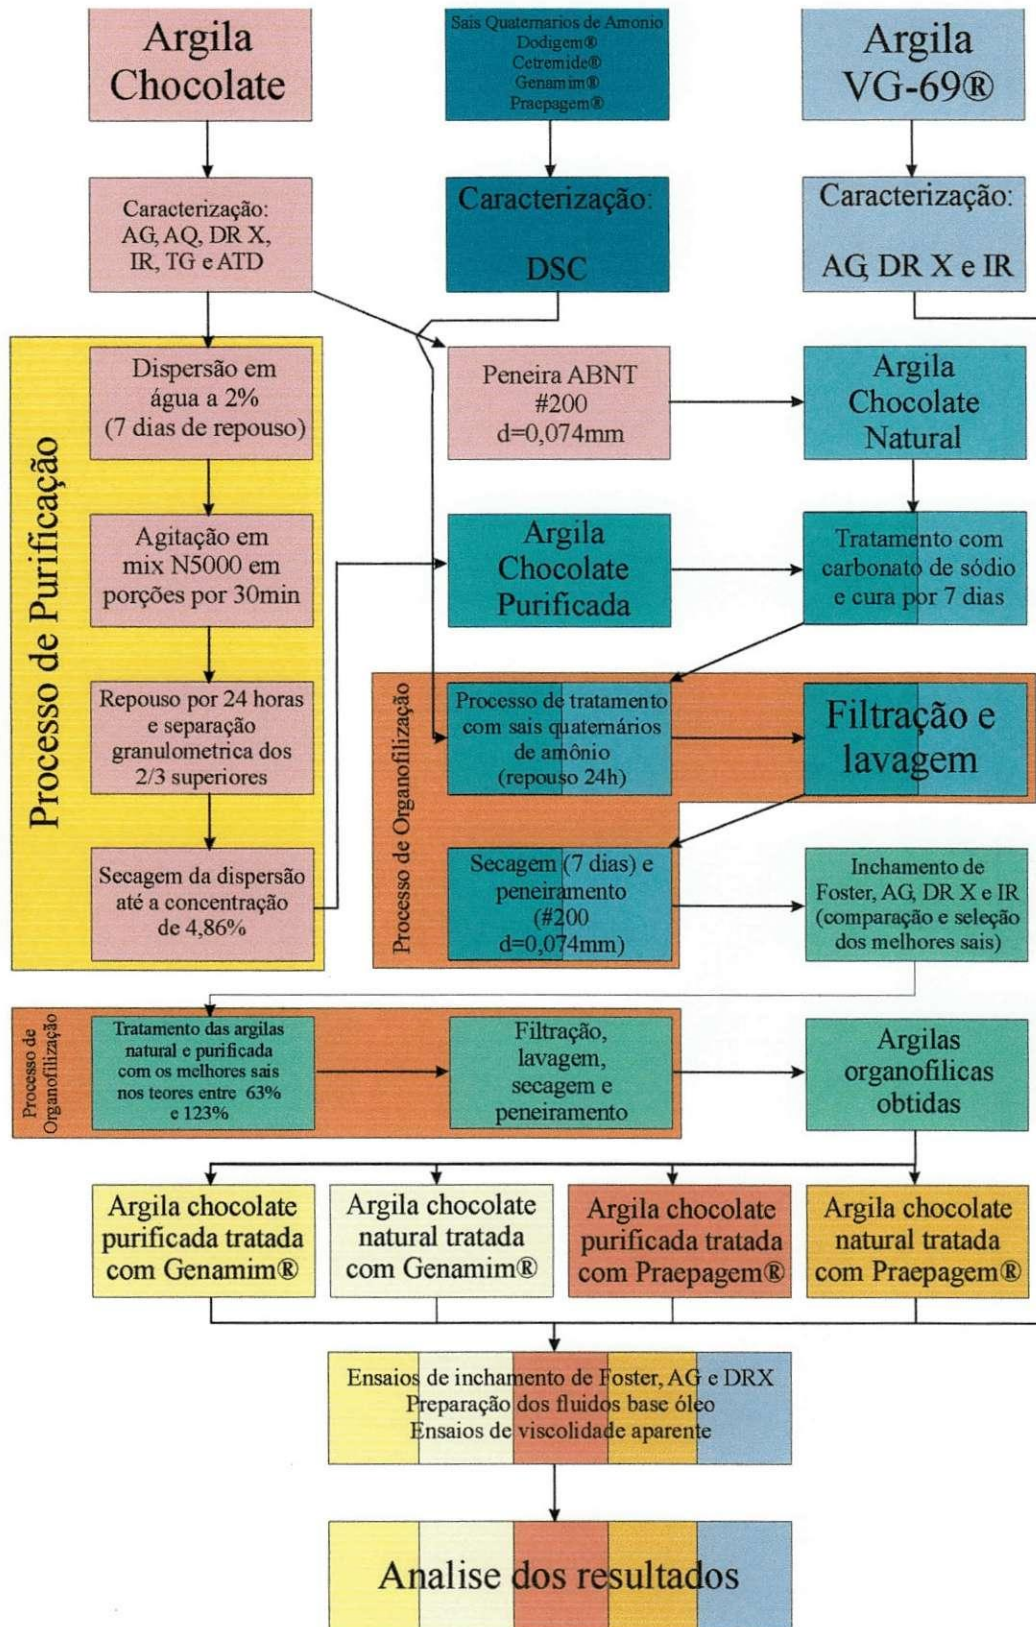 Argila
Chocolate
Sais Quaternarios de Amonio
Dodigem®
Cetremide®
Genamim®
Praepagem®
Argila
VG-69®
Caracterização:
AG, AQ, DR X,
IR, TG e ATD
Caracterização:
DSC
Caracterização:
AG, DR X e IR
Processo de Purificação
Dispersão em
água a 2%
(7 dias de repouso)
Peneira ABNT
#200
d=0,074mm
Argila
Chocolate
Natural
Agitação em
mix N5000 em
porções por 30min
Argila
Chocolate
Purificada
Tratamento com
carbonato de sódio
e cura por 7 dias
Repouso por 24 horas
e separação
granulometrica dos
2/3 superiores
Processo de Organofilização
Processo de tratamento
com sais quaternários
de amônio
(repouso 24h)
Filtração e
lavagem
Secagem da dispersão
até a concentração
de 4,86%
Secagem (7 dias) e
peneiramento
(#200
d=0,074mm)
Inchamento de
Foster, AG, DR X e IR
(comparação e seleção
dos melhores sais)
Processo de
Organofilização
Tratamento das argilas
natural e purificada
com os melhores sais
nos teores entre 63%
e 123%
Filtração,
lavagem,
secagem e
peneiramento
Argilas
organofilicas
obtidas
Argila chocolate
purificada tratada
com Genamim®
Argila chocolate
natural tratada
com Genamim®
Argila chocolate
purificada tratada
com Praepagem®
Argila chocolate
natural tratada
com Praepagem®
Ensaios de inchamento de Foster, AG e DRX
Preparação dos fluidos base óleo
Ensaios de viscolidade aparente
Analise dos resultados